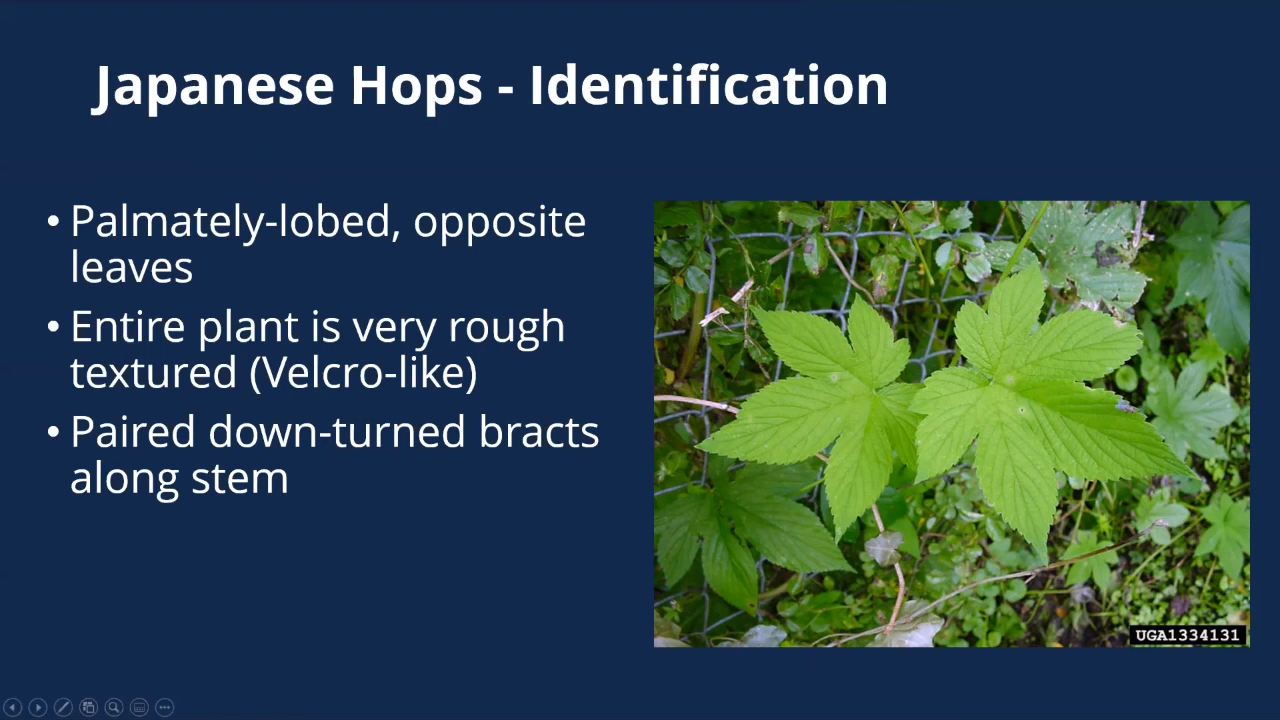 Japanese Hops - Identification
• Palmately-lobed, opposite
leaves
• Entire plant is very rough
textured (Velcro-like)
• Paired down-turned bracts
along stem
UGA1334131